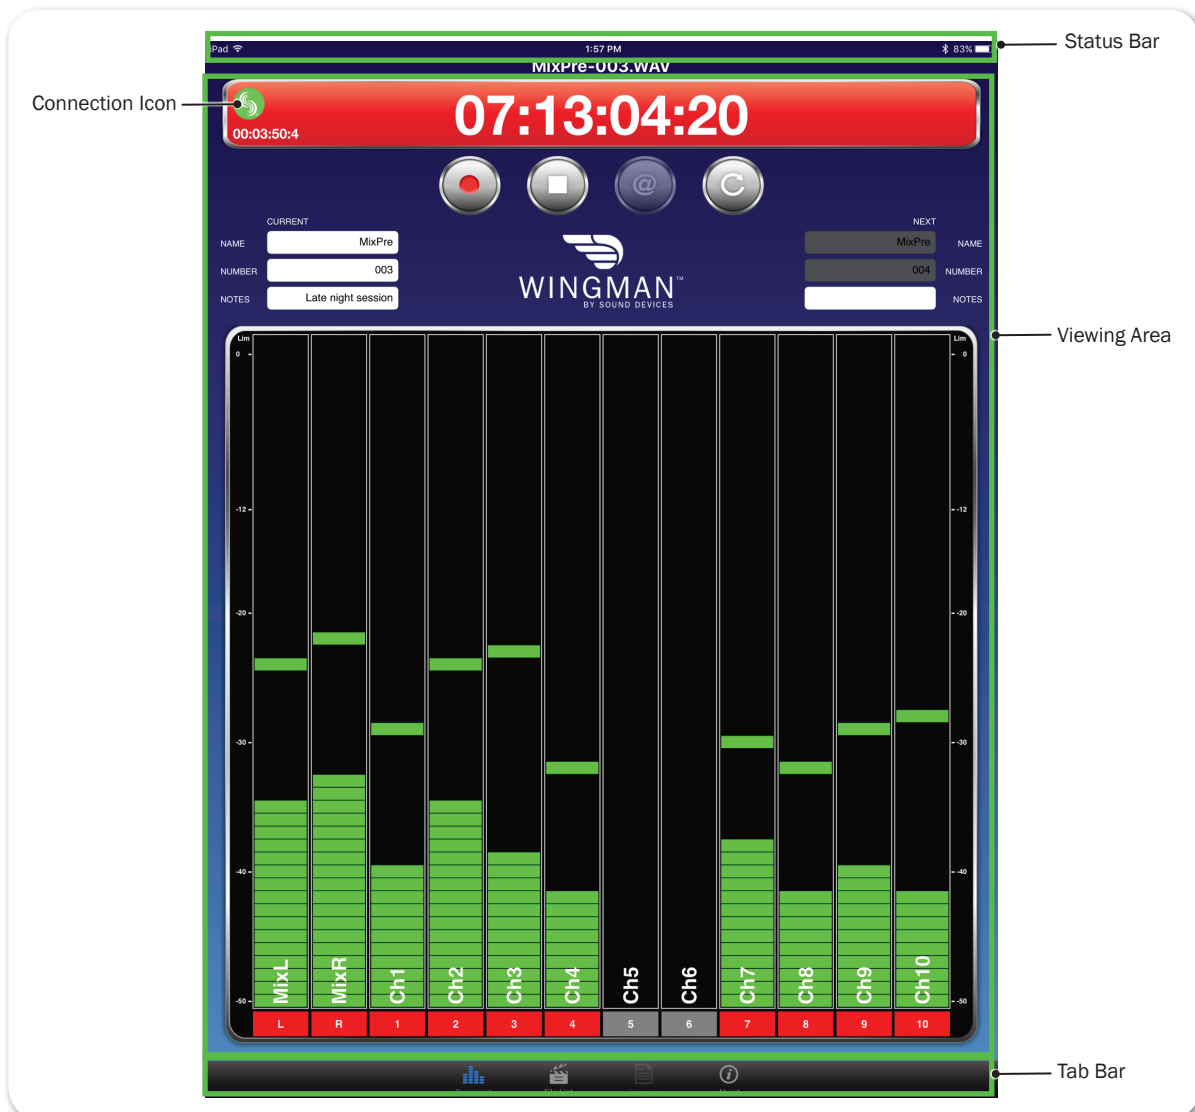 Status Bar
iPad 1:57 PM 83%
MixPre-003.WAV
Connection Icon
07:13:04:20
00:03:50:4
@
CURRENT NEXT
NAME MixPre MixPre NAME
NUMBER 003 004 NUMBER
NOTES Late night session NOTES
WINGMAN™
BY SOUND DEVICES
Viewing Area
Lim Lim
0 - - 0
-12 - - -12
-20 - - -20
-30 - - -30
-40 - - -40
-50 - - -50
MixL MixR Ch1 Ch2 Ch3 Ch4 Ch5 Ch6 Ch7 Ch8 Ch9 Ch10
L R 1 2 3 4 5 6 7 8 9 10
Tab Bar